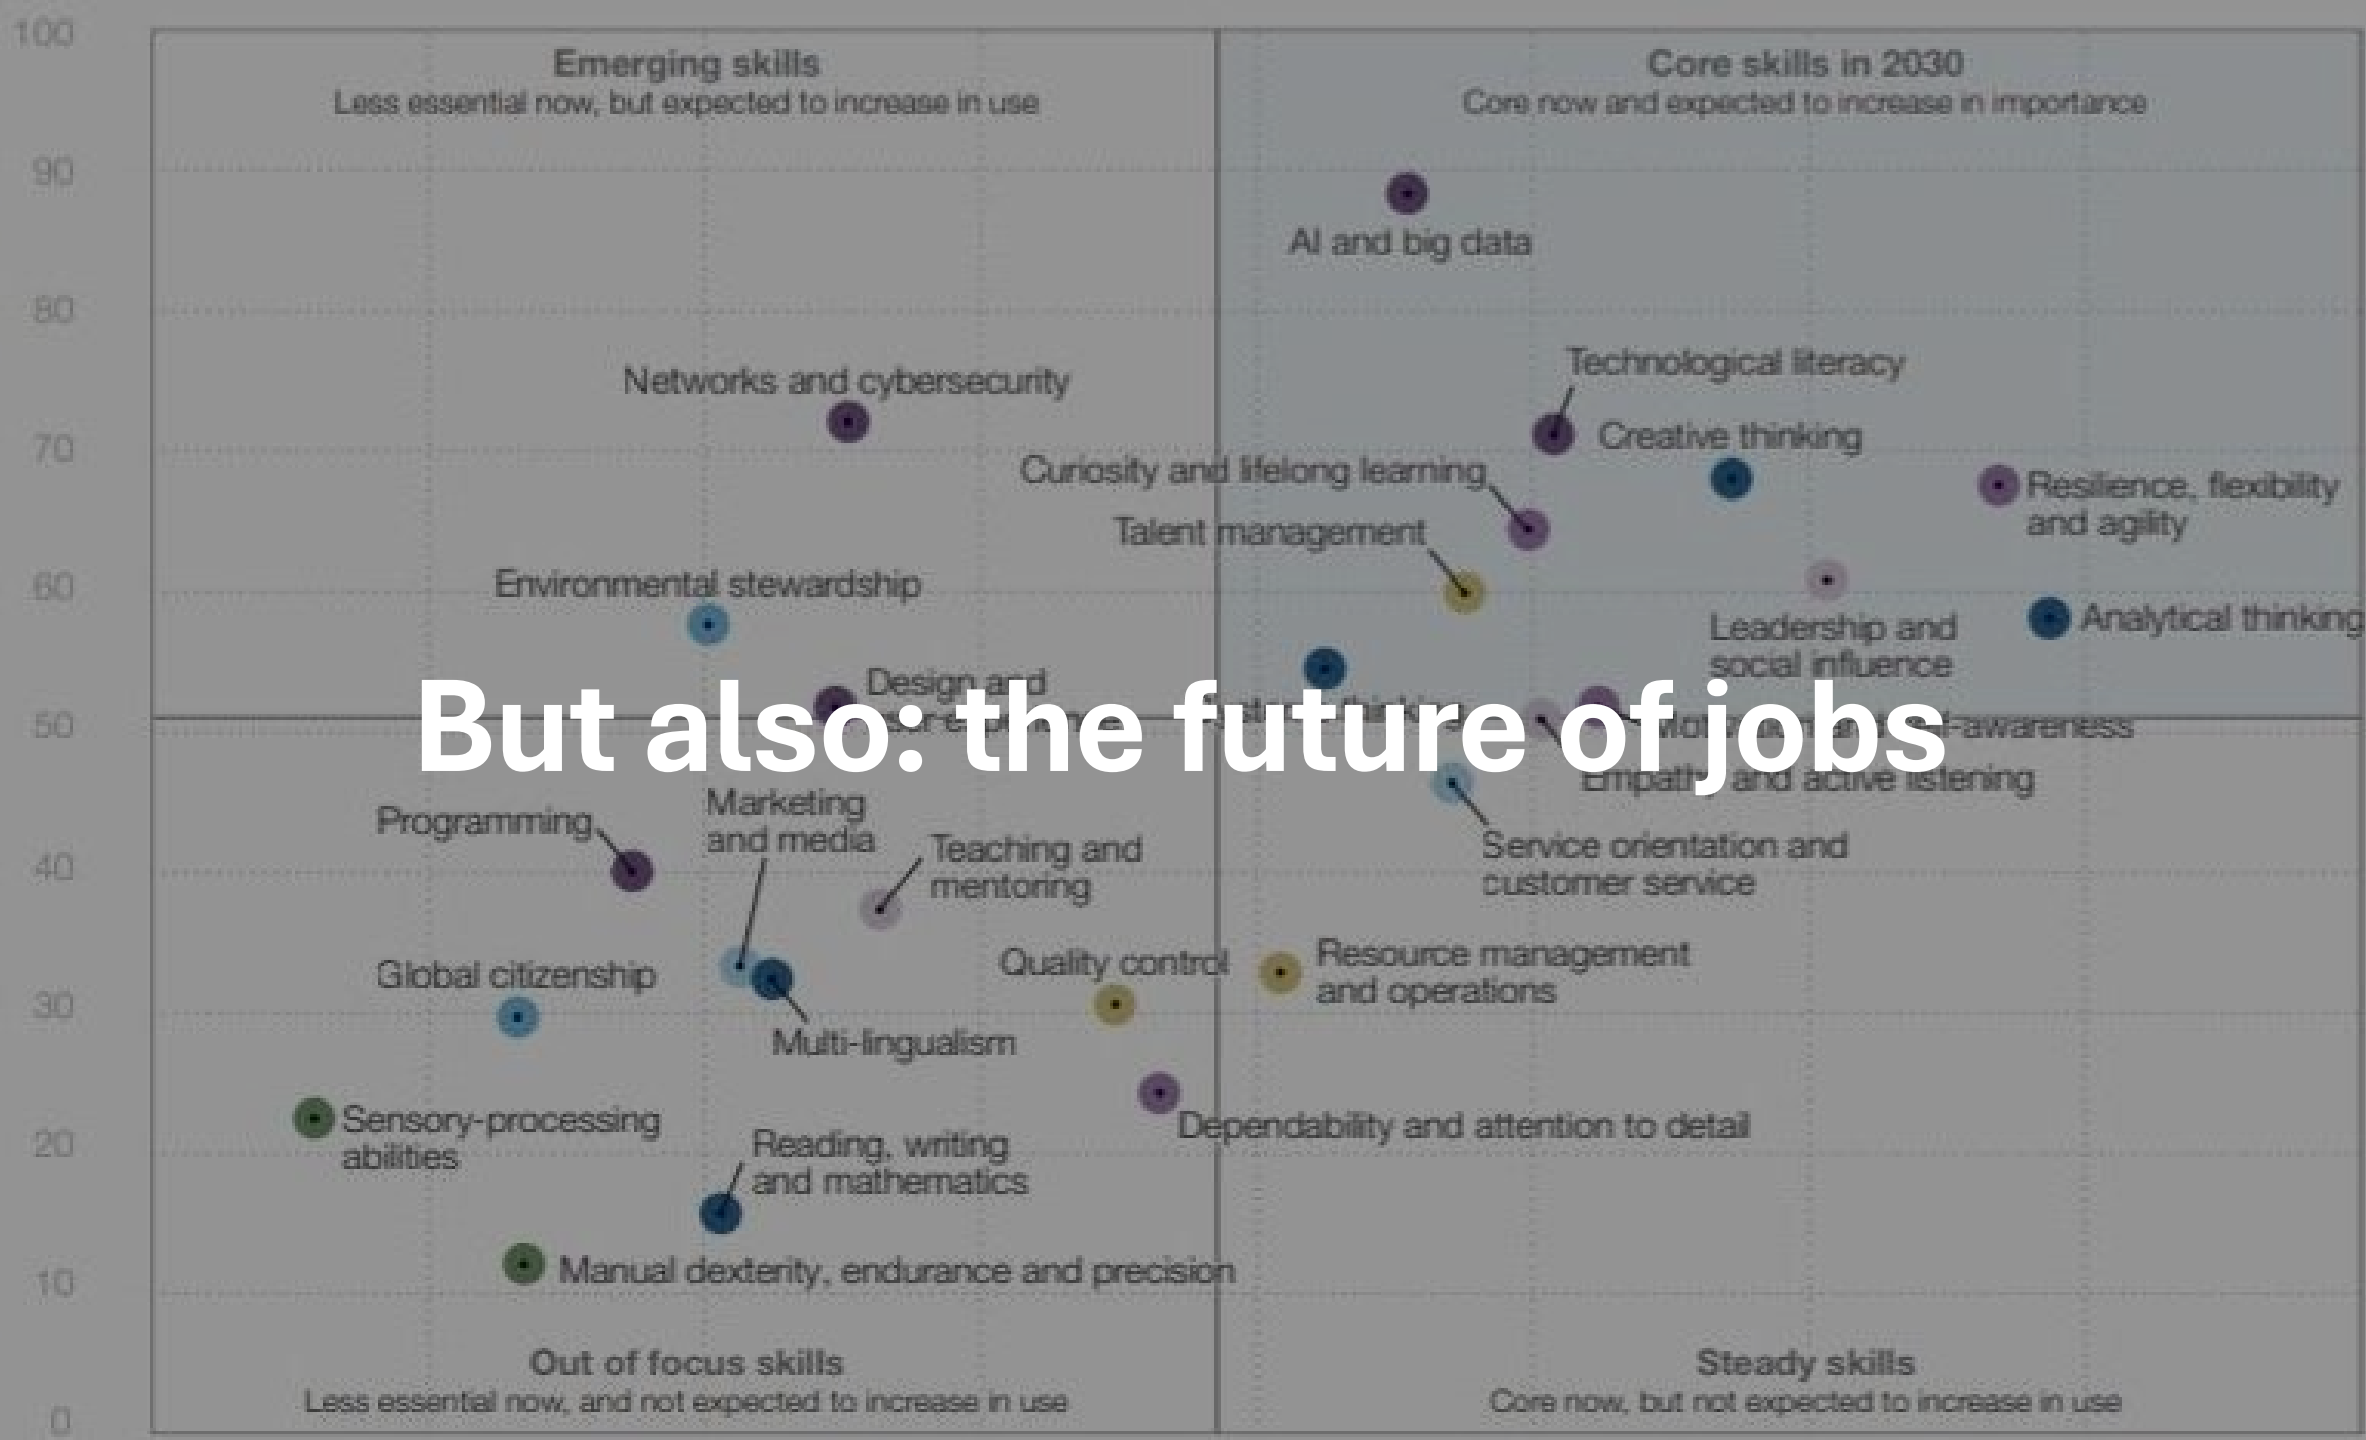 100
Emerging skills
Less essential now, but expected to increase in use
Core skills in 2030
Core now and expected to increase in importance
90
AI and big data
80
Technological literacy
Networks and cybersecurity
Creative thinking
70
Curiosity and lifelong learning
Resilience, flexibility
and agility
Talent management
60
Environmental stewardship
Analytical thinking
Leadership and
social influence
Design and
thinking
50
But also: the future of jobs
Empathy and active listening
Programming
Marketing
and media
Teaching and
mentoring
Service orientation and
customer service
40
Global citizenship
Quality control
Resource management
and operations
30
Multi-lingualism
Sensory-processing
abilities
Dependability and attention to detail
20
Reading, writing
and mathematics
Manual dexterity, endurance and precision
10
Out of focus skills
Less essential now, and not expected to increase in use
Steady skills
Core now, but not expected to increase in use
0